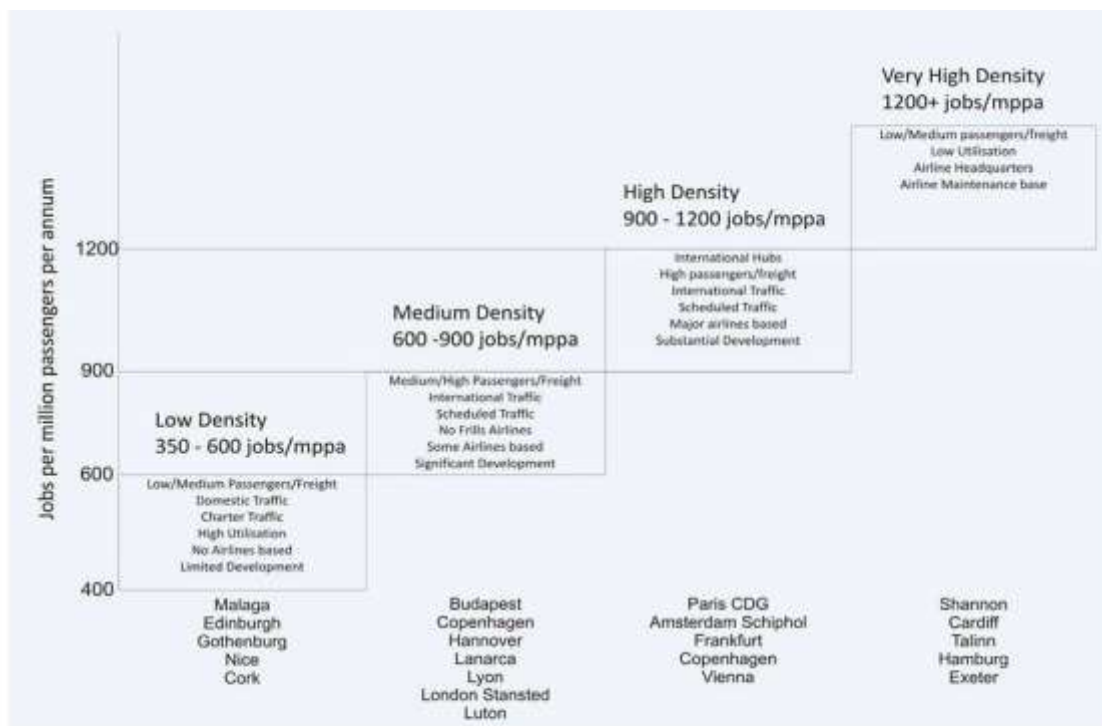 Very High Density
1200+ jobs/mppa
Low/Medium passengers/freight
Low Utilisation
Airline Headquarters
Airline Maintenance base
High Density
900 - 1200 jobs/mppa
International Hubs
High passengers/freight
International Traffic
Scheduled Traffic
Major airlines based
Substantial Development
Medium Density
600 -900 jobs/mppa
Medium/High Passengers/Freight
International Traffic
Scheduled Traffic
No Frills Airlines
Some Airlines based
Significant Development
Low Density
350 - 600 jobs/mppa
Low/Medium Passengers/Freight
Domestic Traffic
Charter Traffic
High Utilisation
No Airlines based
Limited Development
Jobs per million passengers per annum
1200
900
600
400
Malaga
Edinburgh
Gothenburg
Nice
Cork
Budapest
Copenhagen
Hannover
Lanarca
Lyon
London Stansted
Luton
Paris CDG
Amsterdam Schiphol
Frankfurt
Copenhagen
Vienna
Shannon
Cardiff
Talinn
Hamburg
Exeter